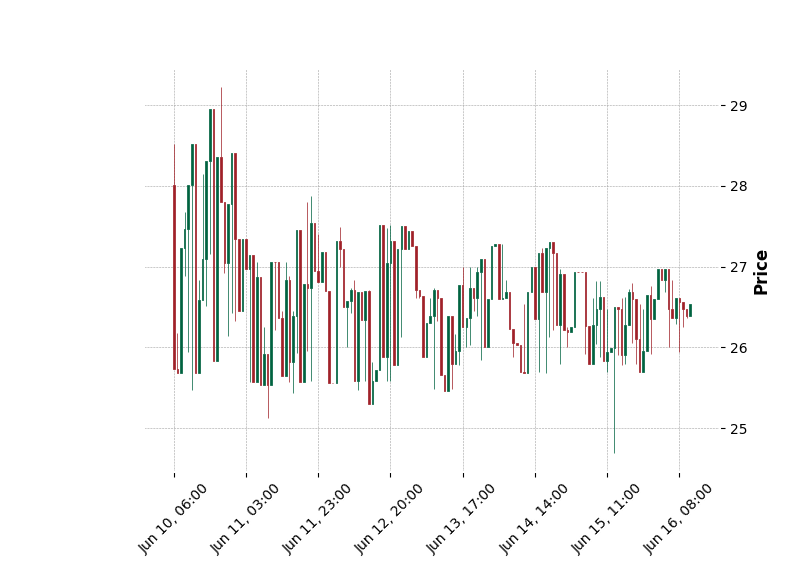 29
28
27
26
25
Price
Jun 10, 06:00
Jun 11, 03:00
Jun 11, 23:00
Jun 12, 20:00
Jun 13, 17:00
Jun 14, 14:00
Jun 15, 11:00
Jun 16, 08:00